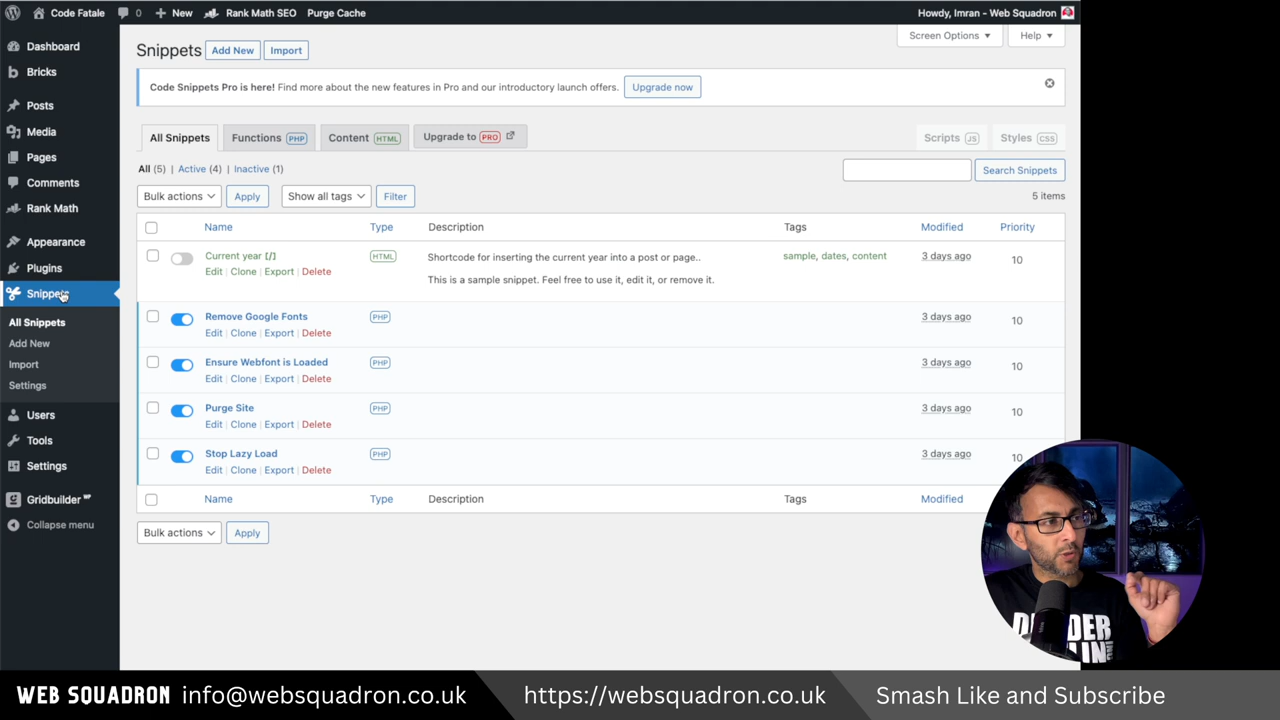 Code Fatale 0 New Rank Math SEO Purge Cache Howdy, Imran - Web Squadron
Dashboard
Bricks
Posts
Media
Pages
Comments
Rank Math
Appearance
Plugins
Snippets
All Snippets
Add New
Import
Settings
Users
Tools
Settings
Gridbuilder WP
Collapse menu
Screen Options Help
Snippets Add New Import
Code Snippets Pro is here! Find more about the new features in Pro and our introductory launch offers. Upgrade now
All Snippets Functions PHP Content HTML Upgrade to PRO Scripts JS Styles CSS
All (5) | Active (4) | Inactive (1)
Search Snippets
Bulk actions Apply Show all tags Filter 5 items
Name Type Description Tags Modified Priority
Current year [/] HTML Shortcode for inserting the current year into a post or page.. sample, dates, content 3 days ago 10
Edit | Clone | Export | Delete This is a sample snippet. Feel free to use it, edit it, or remove it.
Remove Google Fonts PHP 3 days ago 10
Edit | Clone | Export | Delete
Ensure Webfont is Loaded PHP 3 days ago 10
Edit | Clone | Export | Delete
Purge Site PHP 3 days ago 10
Edit | Clone | Export | Delete
Stop Lazy Load PHP 3 days ago 10
Edit | Clone | Export | Delete
Name Type Description Tags Modified
Bulk actions Apply
WEB SQUADRON info@websquadron.co.uk https://websquadron.co.uk Smash Like and Subscribe